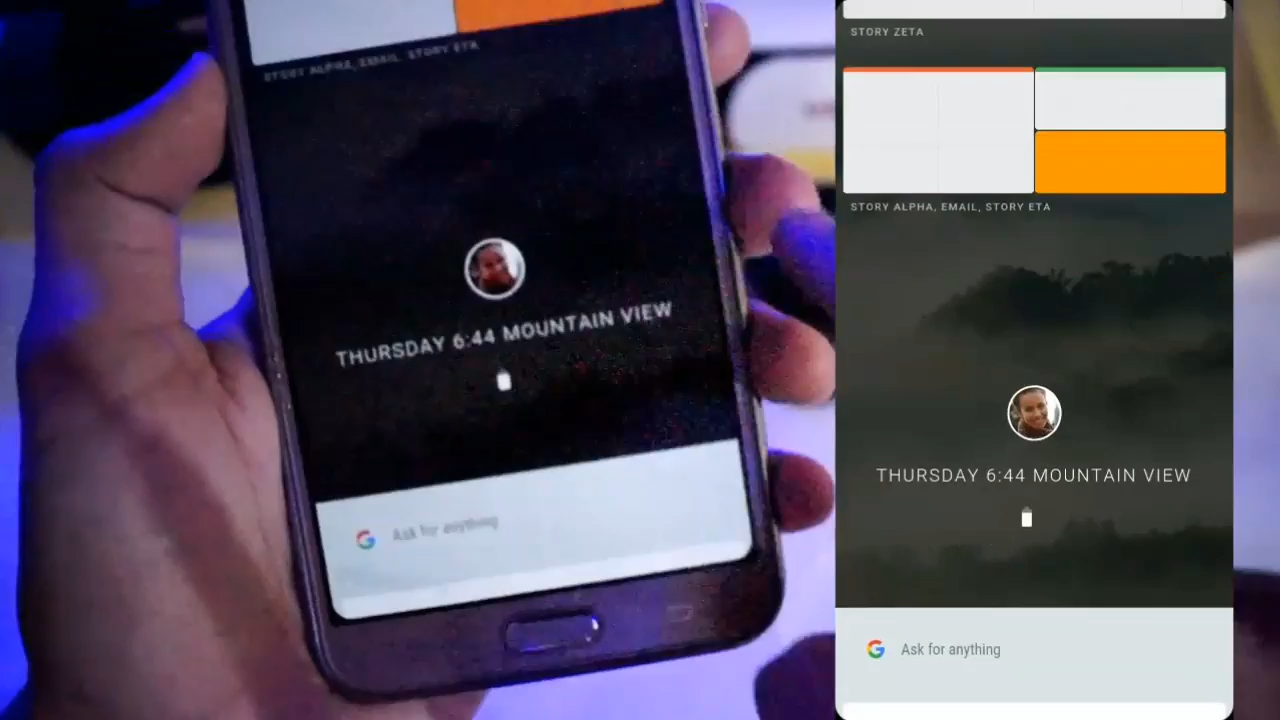 STORY ALPHA, EMAIL, STORY ETA
THURSDAY 6:44 MOUNTAIN VIEW
Ask for anything
STORY ZETA
STORY ALPHA, EMAIL, STORY ETA
THURSDAY 6:44 MOUNTAIN VIEW
Ask for anything